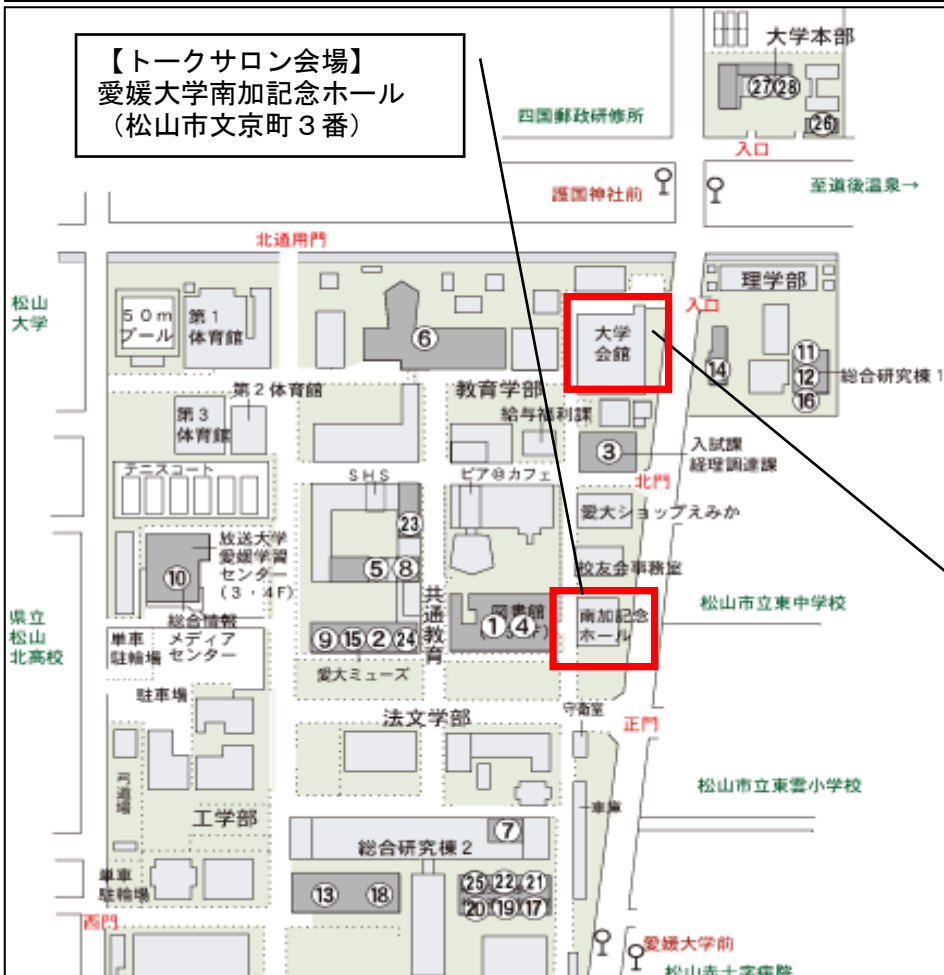 【トークサロン会場】
愛媛大学南加記念ホール
（松山市文京町３番）
大学本部
㉗㉘
㉖
四国郵政研修所
入口
護国神社前
至道後温泉→
北通用門
松山
大学
５０ｍ
プール
第１
体育館
⑥
大学
会館
理学部
入口
⑭
⑪
⑫
⑯
総合研究棟１
第２体育館
教育学部
給与福利課
第３
体育館
③
入試課
経理調達課
テニスコート
ＳＨＳ
ピア＠カフェ
北門
愛大ショップえみか
㉓
放送大学
愛媛学習
センター
（３・４Ｆ）
⑩
⑤⑧
校友会事務室
共通教育
図書館
①④
南加記念
ホール
松山市立東中学校
県立
松山
北高校
総合情報
メディア
センター
単車
駐輪場
⑨⑮②㉔
愛大ミューズ
駐車場
法文学部
守衛室
正門
弓道場
工学部
車庫
松山市立東雲小学校
⑦
総合研究棟２
単車
駐輪場
⑬
⑱
㉕㉒㉑
⑳⑲⑰
西門
愛媛大学前
松山赤十字病院